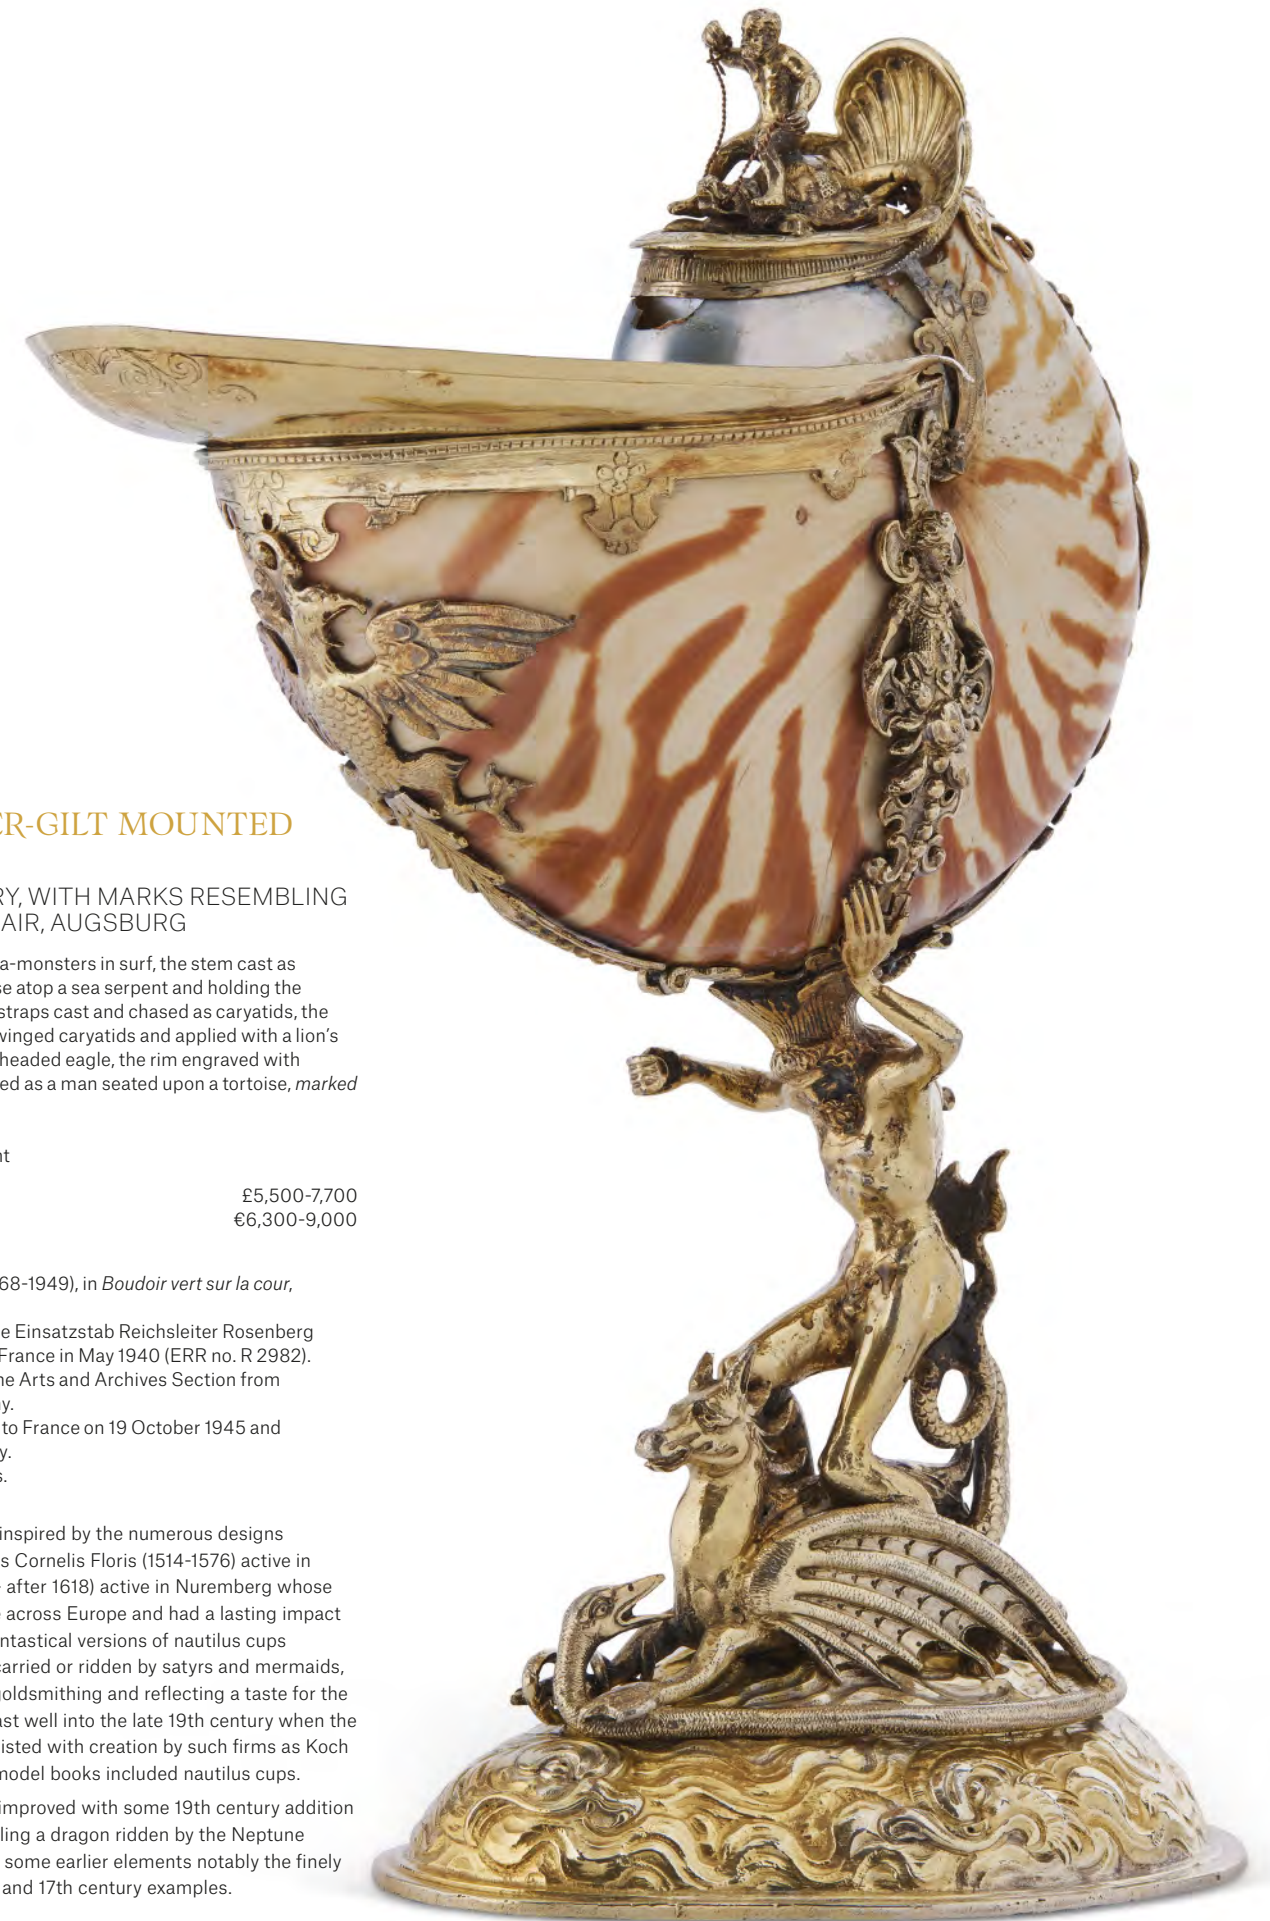 ER-GILT MOUNTED
RY, WITH MARKS RESEMBLING
AIR, AUGSBURG
a-monsters in surf, the stem cast as
se atop a sea serpent and holding the
straps cast and chased as caryatids, the
winged caryatids and applied with a lion’s
headed eagle, the rim engraved with
ed as a man seated upon a tortoise, marked
nt
£5,500-7,700
€6,300-9,000
68-1949), in Boudoir vert sur la cour,
e Einsatzstab Reichsleiter Rosenberg
France in May 1940 (ERR no. R 2982).
ne Arts and Archives Section from
y.
to France on 19 October 1945 and
y.
s.
inspired by the numerous designs
s Cornelis Floris (1514-1576) active in
after 1618) active in Nuremberg whose
e across Europe and had a lasting impact
ntastical versions of nautilus cups
carried or ridden by satyrs and mermaids,
goldsmithing and reflecting a taste for the
ast well into the late 19th century when the
isted with creation by such firms as Koch
model books included nautilus cups.
improved with some 19th century addition
ling a dragon ridden by the Neptune
some earlier elements notably the finely
and 17th century examples.